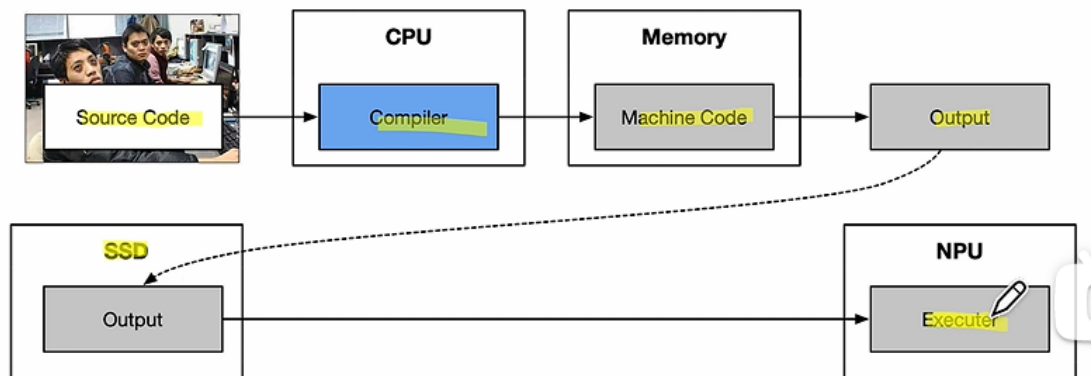 CPU
Memory
Source Code
Compiler
Machine Code
Output
SSD
NPU
Output
Executer